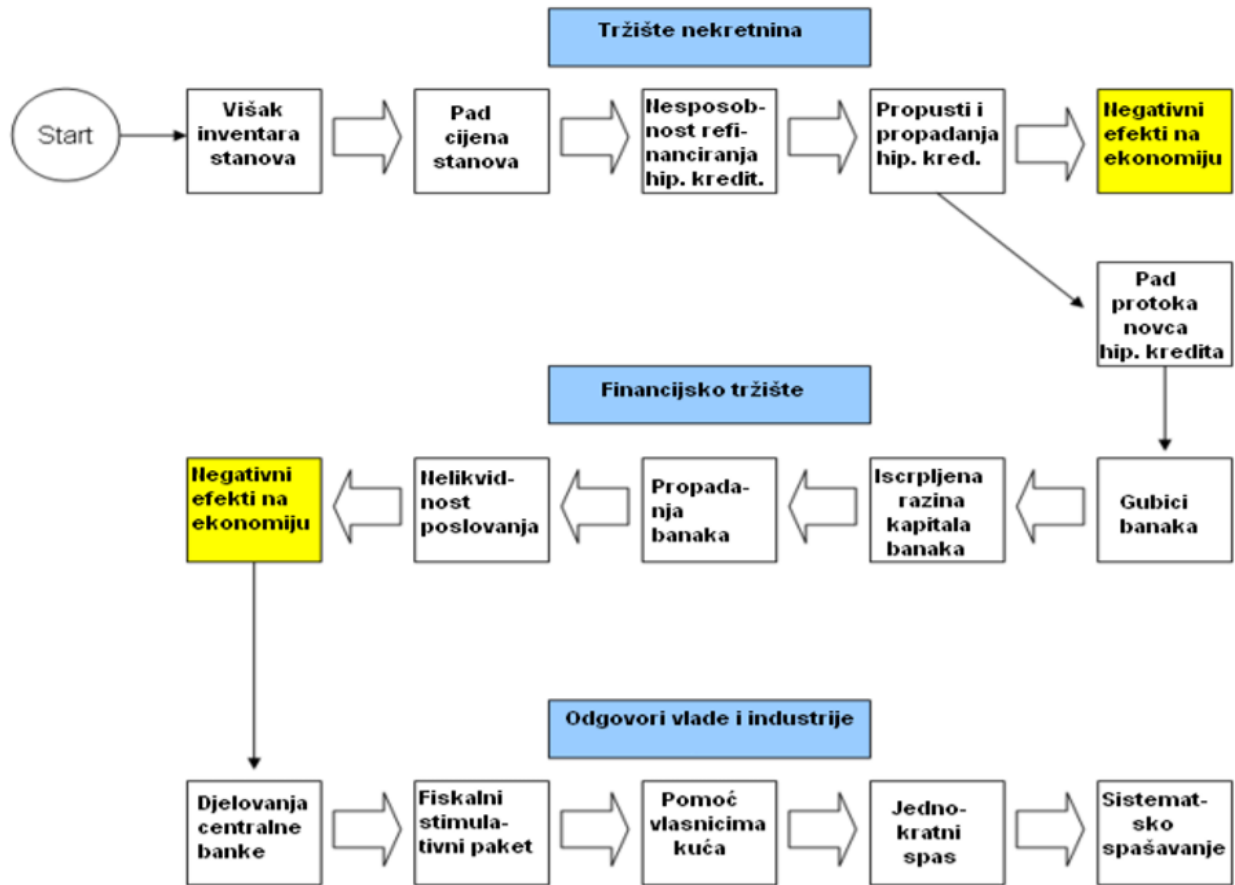 Tržište nekretnina
Start
Višak
inventara
stanova
Pad
cijena
stanova
Nesposob-
nost refi-
nanciranja
hip. kredit.
Propusti i
propadanja
hip. kred.
Negativni
efekti na
ekonomiju
Pad
protoka
novca
hip. kredita
Financijsko tržište
Negativni
efekti na
ekonomiju
Nelikvid-
nost
poslovanja
Propada-
nja
banaka
Iscrpljena
razina
kapitala
banaka
Gubici
banaka
Odgovori vlade i industrije
Djelovanja
centralne
banke
Fiskalni
stimula-
tivni paket
Pomoć
vlasnicima
kuća
Jedno-
kratni
spas
Sistemat-
sko
spašavanje